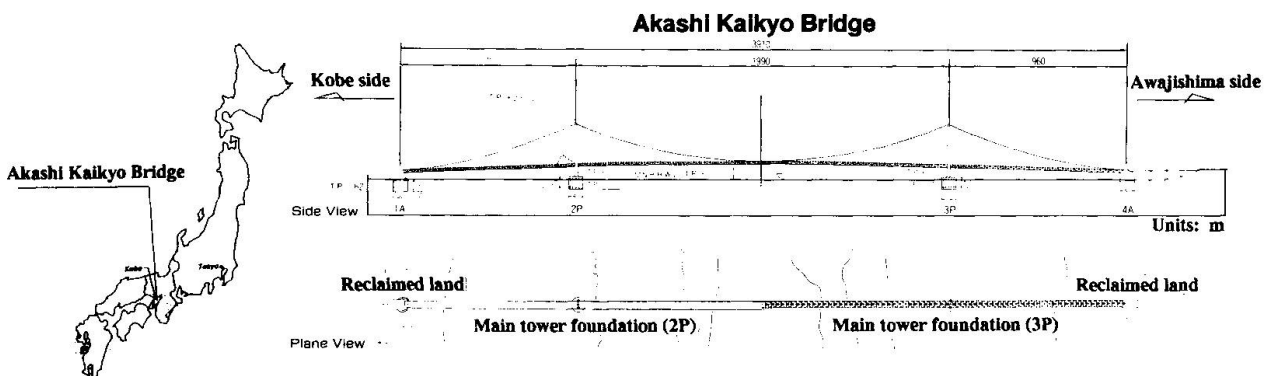 Akashi Kaikyo Bridge
3910
1990
960
Kobe side
Awajishima side
Akashi Kaikyo Bridge
Side View
1A
2P
3P
4A
Units: m
Kobe
Tokyo
Reclaimed land
Reclaimed land
Main tower foundation (2P)
Main tower foundation (3P)
Plane View